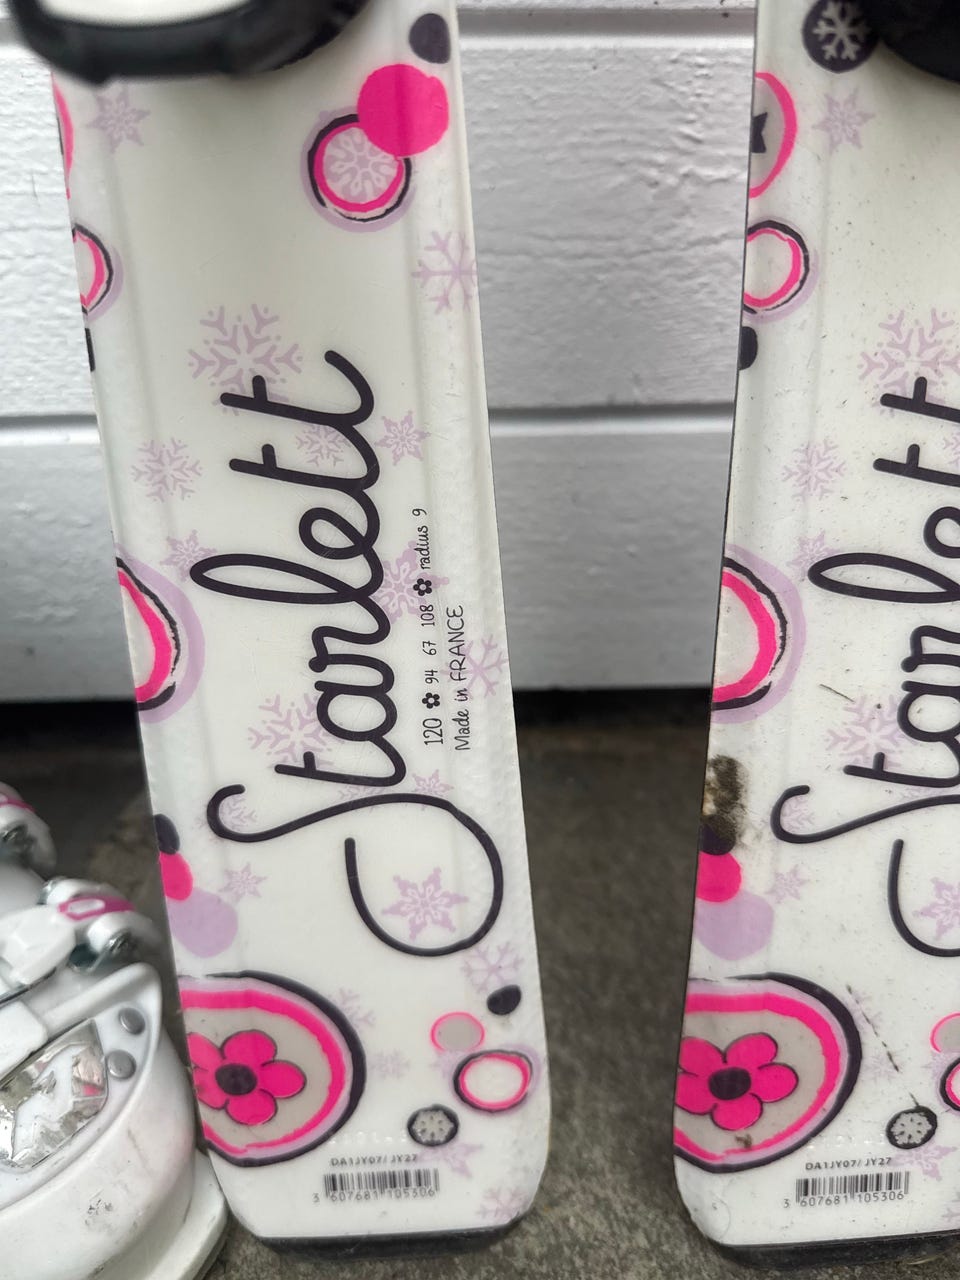 Starlett
120 94 67 108 radius 9
Made in FRANCE
DA1JY07/ JY27
3 607681 105306
Starlett
DA1JY07/ JY27
3 607681 105306